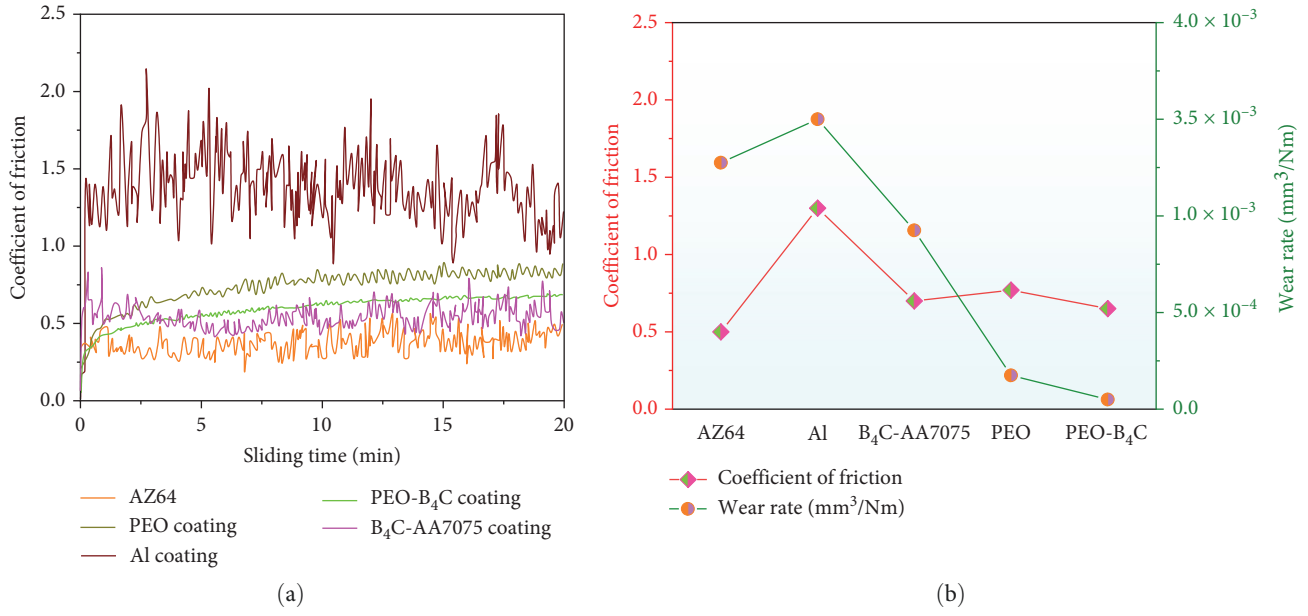 2.5
2.0
1.5
1.0
0.5
0.0
Coefficient of friction
0
5
10
15
20
Sliding time (min)
AZ64
PEO coating
Al coating
PEO-B₄C coating
B₄C-AA7075 coating
(a)
2.5
2.0
1.5
1.0
0.5
0.0
Coefficient of friction
4.0 × 10⁻³
3.5 × 10⁻³
1.0 × 10⁻³
5.0 × 10⁻⁴
0.0
Wear rate (mm³/Nm)
AZ64
Al
B₄C-AA7075
PEO
PEO-B₄C
Coefficient of friction
Wear rate (mm³/Nm)
(b)